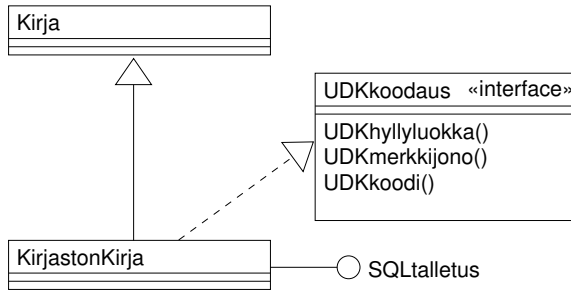 Kirja
UDKkoodaus «interface»
UDKhyllyluokka()
UDKmerkkijono()
UDKkoodi()
KirjastonKirja
SQLtalletus